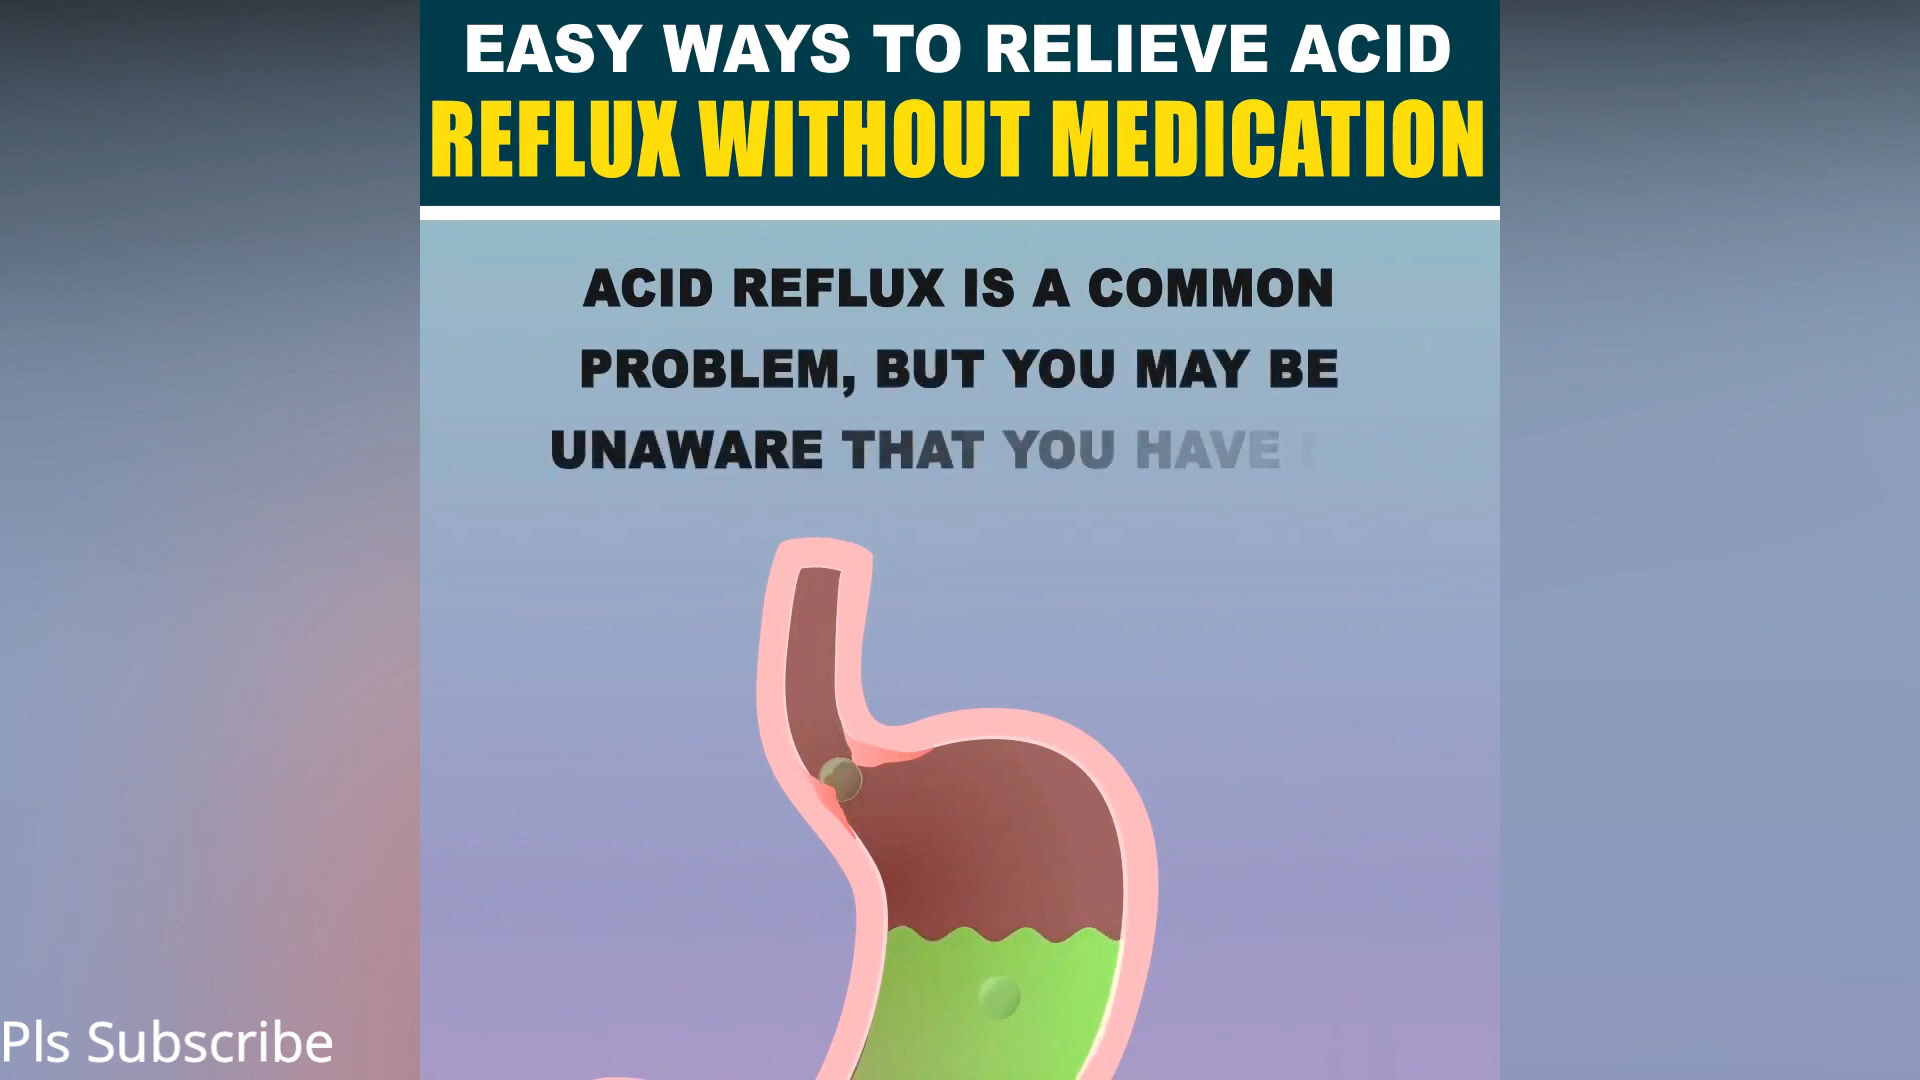 EASY WAYS TO RELIEVE ACID
REFLUX WITHOUT MEDICATION
ACID REFLUX IS A COMMON
PROBLEM, BUT YOU MAY BE
UNAWARE THAT YOU HAVE
Pls Subscribe